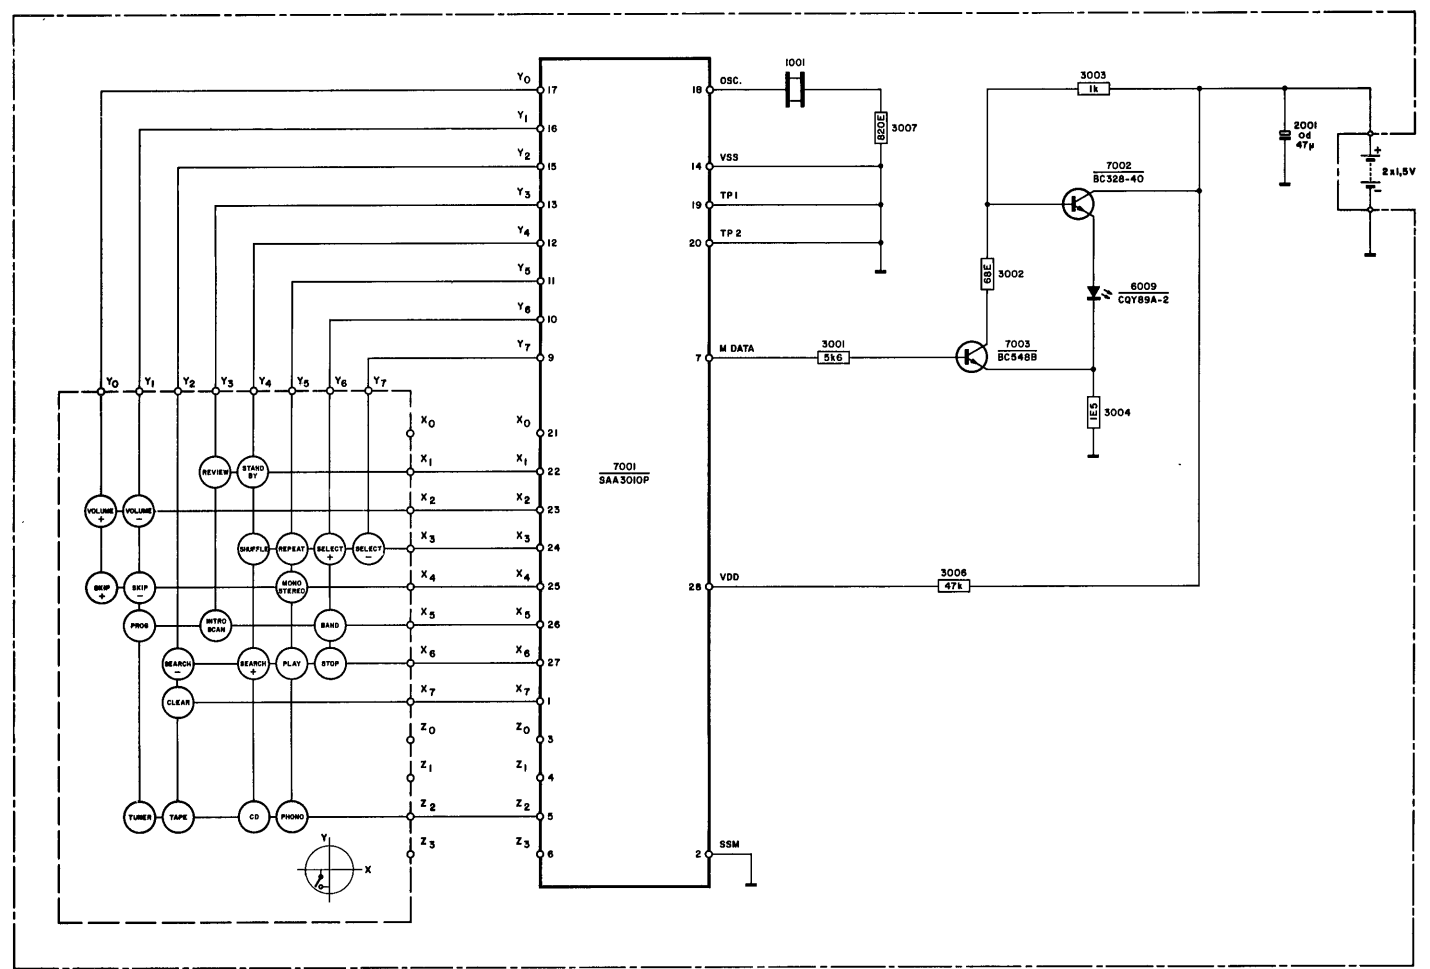 1001
3003
1k
Y0
17
18
OSC.
Y1
16
820E
3007
2001
0d
47µ
+
2x1,5V
-
Y2
15
14
VSS
7002
BC328-40
Y3
13
19
TP1
Y4
12
20
TP2
Y5
11
68E
3002
6009
CQY89A-2
Y6
10
Y7
9
7
M DATA
3001
5k6
7003
BC548B
Y0 Y1 Y2 Y3 Y4 Y5 Y6 Y7
1E5
3004
X0 X0
21
REVIEW
STAND
BY
X1 X1
22
7001
SAA3010P
VOLUME
+
VOLUME
-
X2 X2
23
SHUFFLE
REPEAT
SELECT
+
SELECT
-
X3 X3
24
SKIP
+
SKIP
-
MONO
STEREO
X4 X4
25
28
VDD
3006
47k
PROG
INTRO
SCAN
BAND
X5 X5
26
SEARCH
-
SEARCH
+
PLAY
STOP
X6 X6
27
CLEAR
X7 X7
1
Z0 Z0
3
Z1 Z1
4
TUNER
TAPE
CD
PHONO
Z2 Z2
5
Z3 Z3
6
2
SSM
Y
X